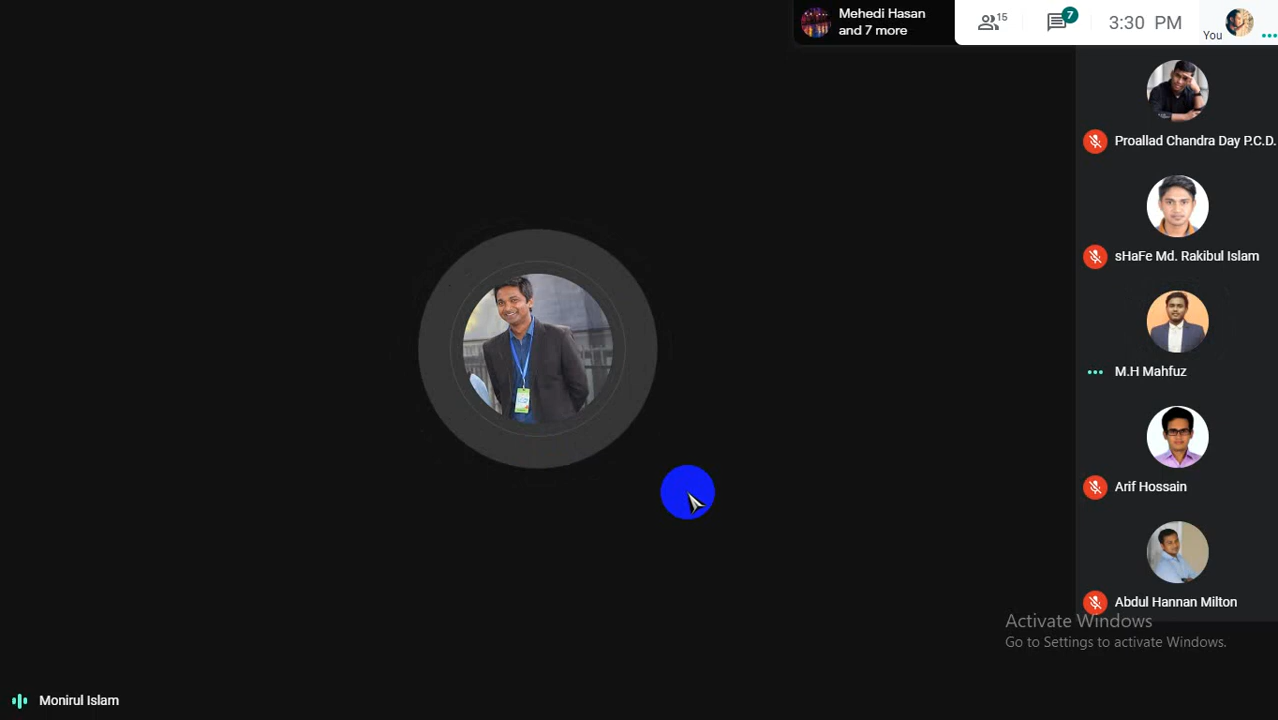 Mehedi Hasan
and 7 more
15
7
3:30 PM
You
Proallad Chandra Day P.C.D.
sHaFe Md. Rakibul Islam
M.H Mahfuz
Arif Hossain
Abdul Hannan Milton
Activate Windows
Go to Settings to activate Windows.
Monirul Islam